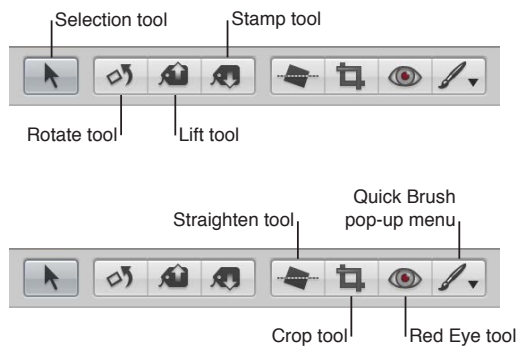 Selection tool
Stamp tool
Rotate tool
Lift tool
Quick Brush
pop-up menu
Straighten tool
Crop tool
Red Eye tool